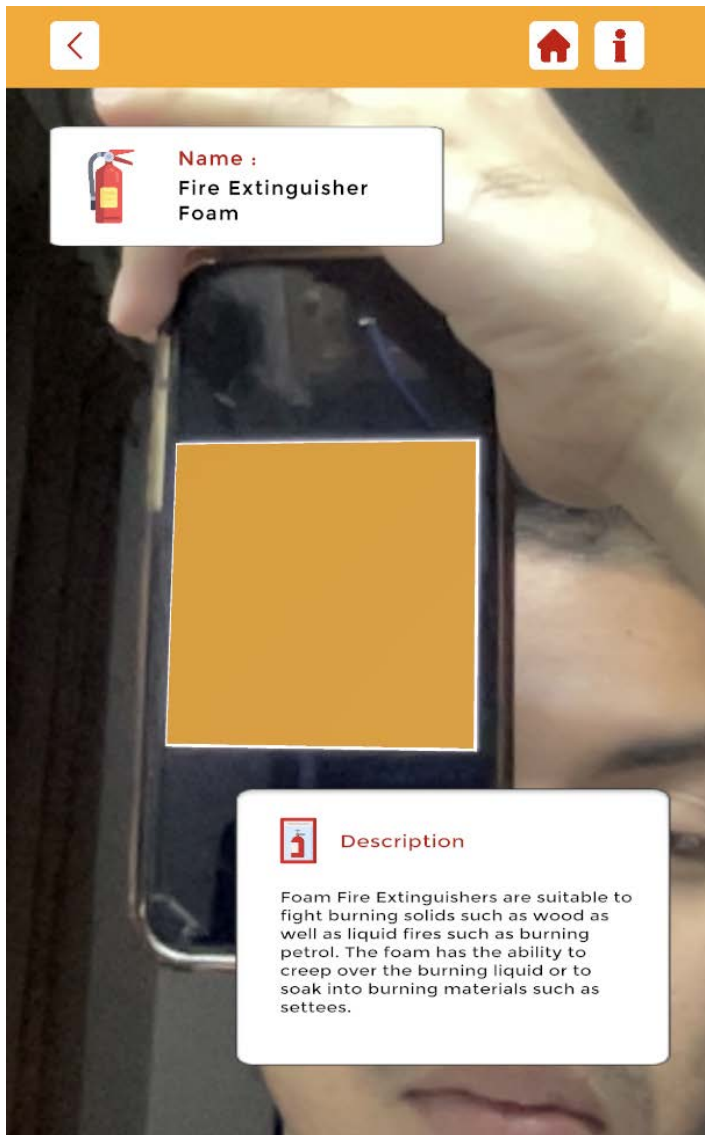 Name :
Fire Extinguisher
Foam
Description
Foam Fire Extinguishers are suitable to
fight burning solids such as wood as
well as liquid fires such as burning
petrol. The foam has the ability to
creep over the burning liquid or to
soak into burning materials such as
settees.